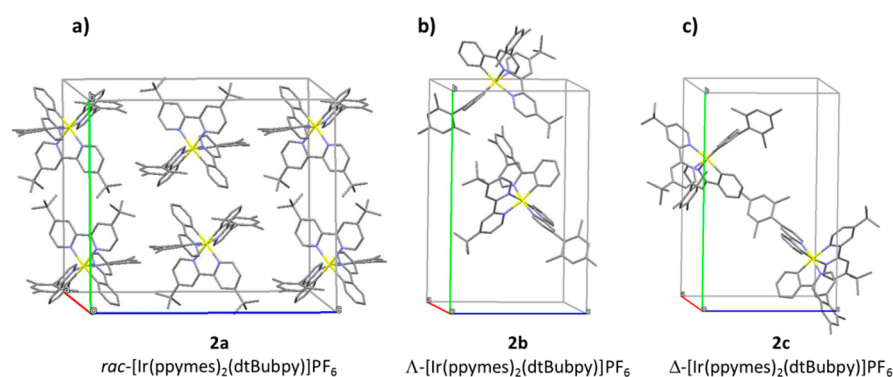 a) b) c)
2a 2b 2c
rac-[Ir(ppymes)₂(dtBubpy)]PF₆ Λ-[Ir(ppymes)₂(dtBubpy)]PF₆ Δ-[Ir(ppymes)₂(dtBubpy)]PF₆